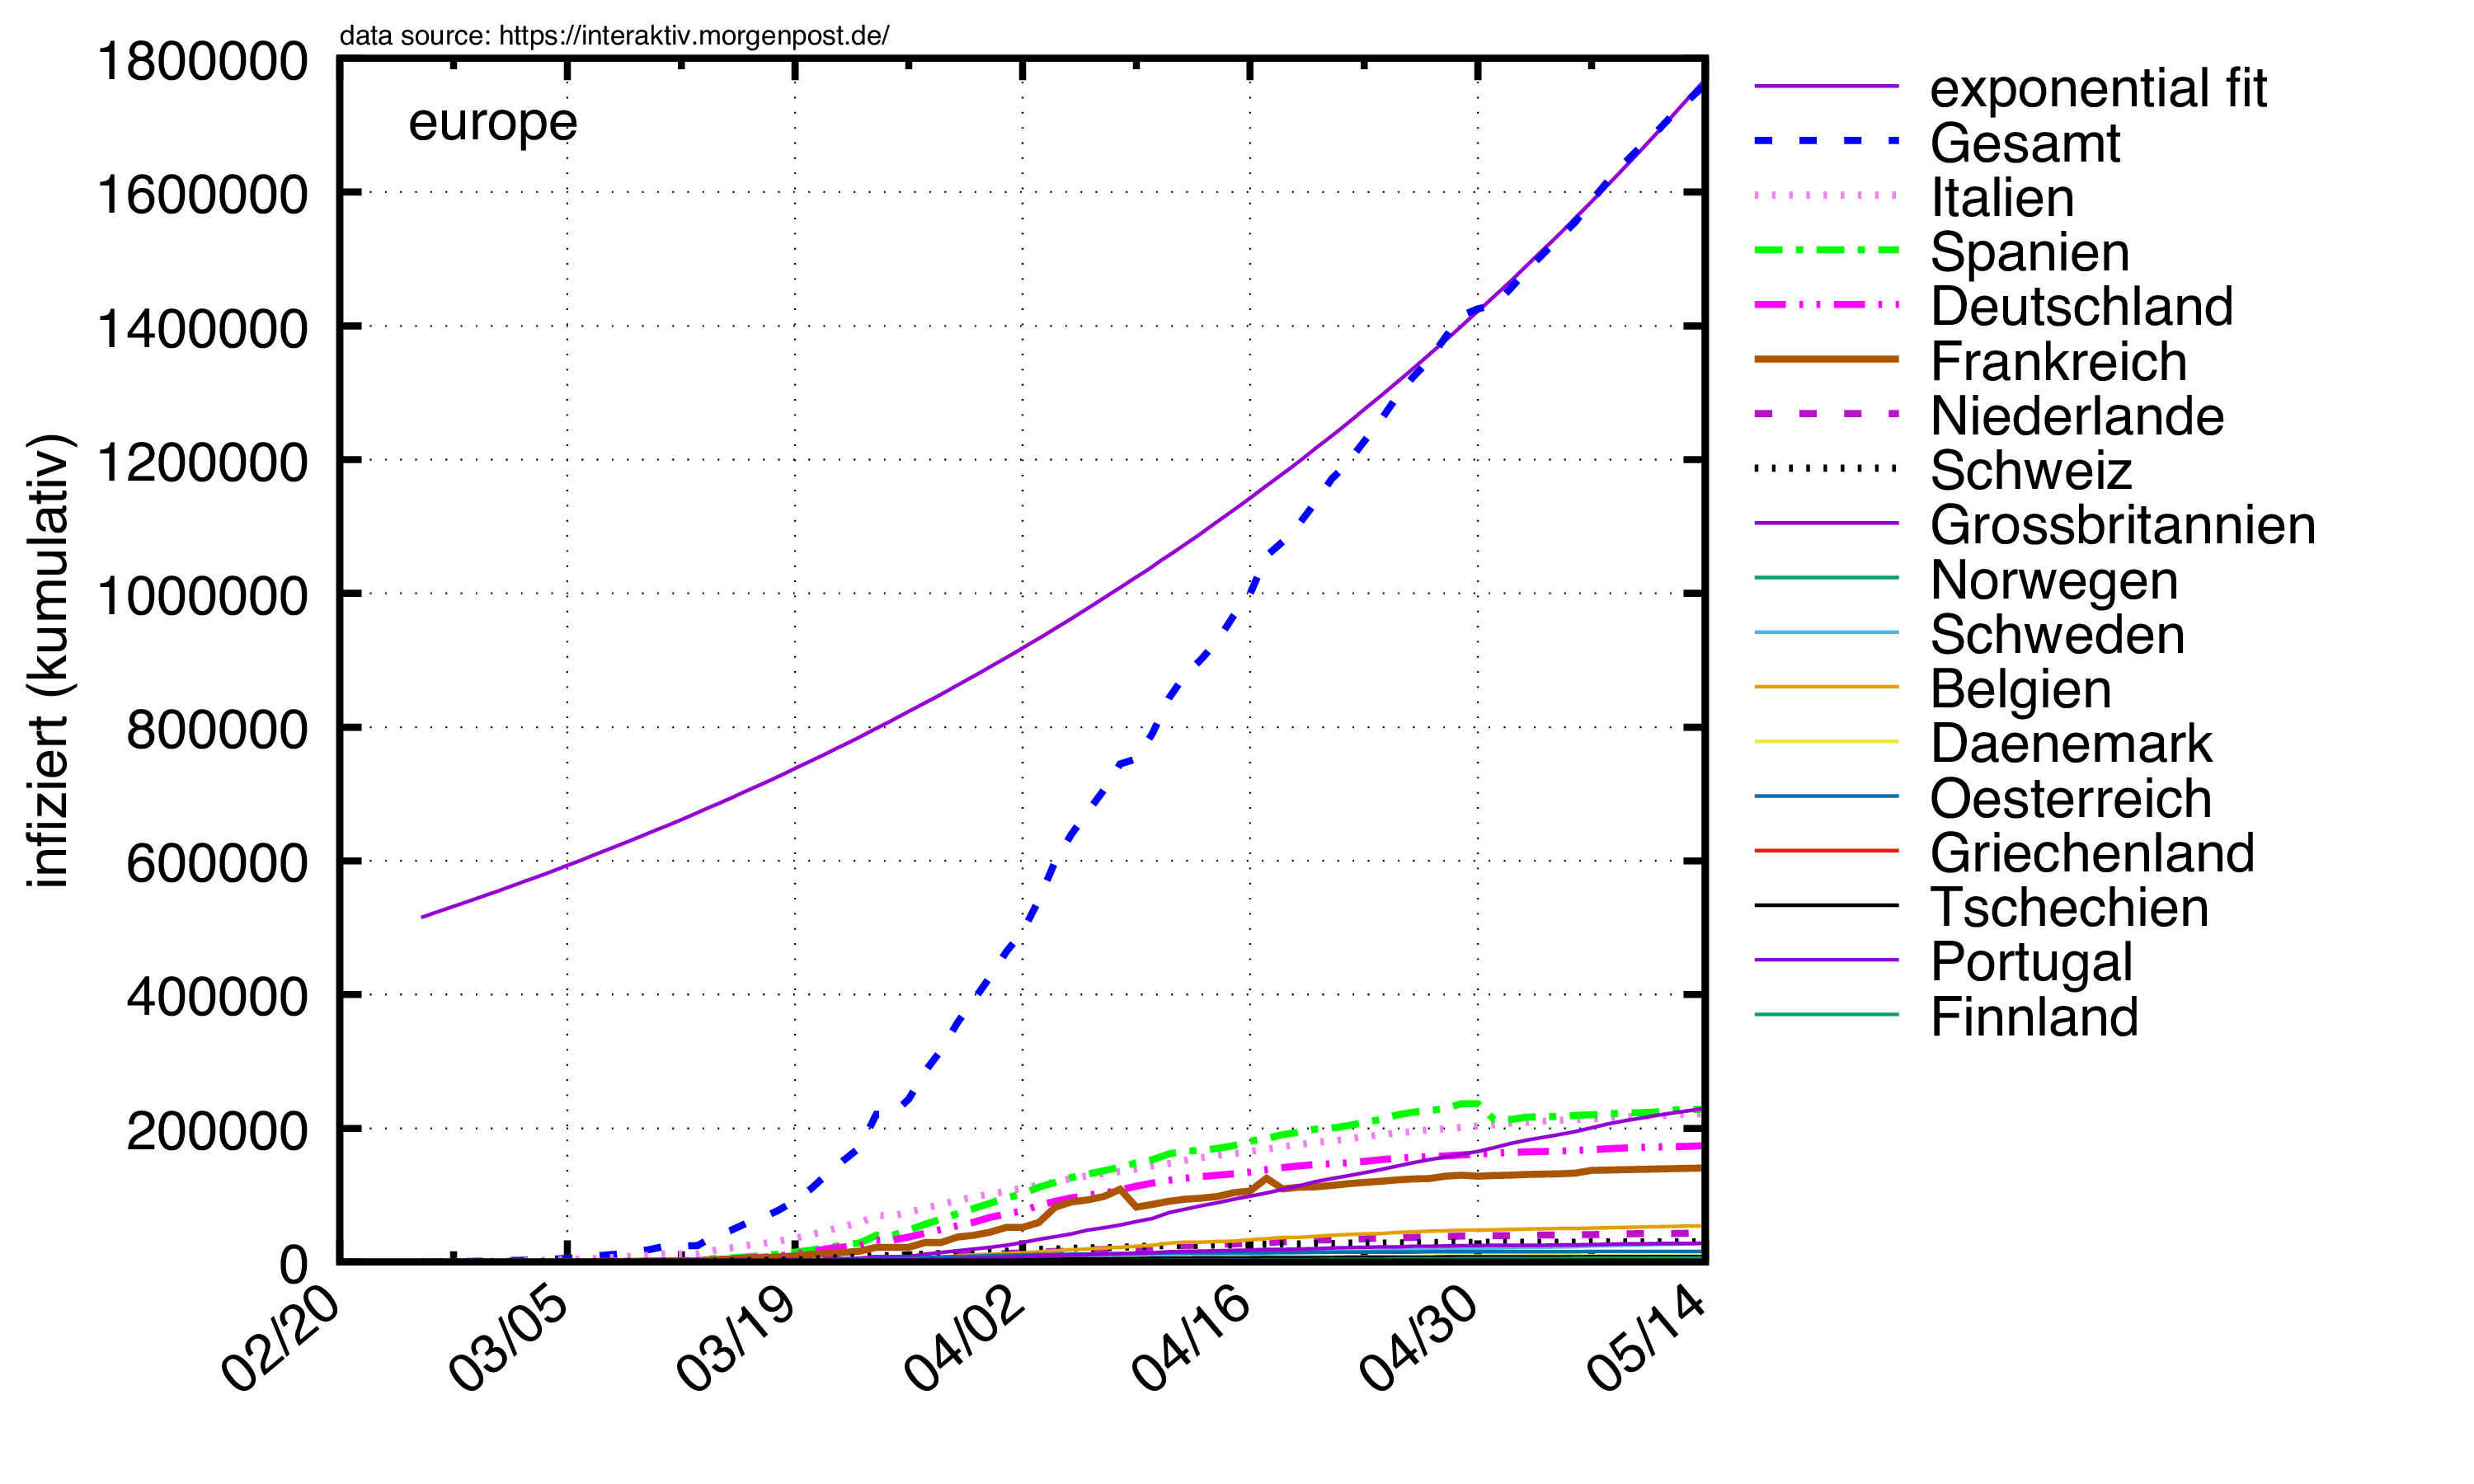 data source: https://interaktiv.morgenpost.de/
europe
infiziert (kumulativ)
1800000
1600000
1400000
1200000
1000000
800000
600000
400000
200000
0
02/20
03/05
03/19
04/02
04/16
04/30
05/14
exponential fit
Gesamt
Italien
Spanien
Deutschland
Frankreich
Niederlande
Schweiz
Grossbritannien
Norwegen
Schweden
Belgien
Daenemark
Oesterreich
Griechenland
Tschechien
Portugal
Finnland